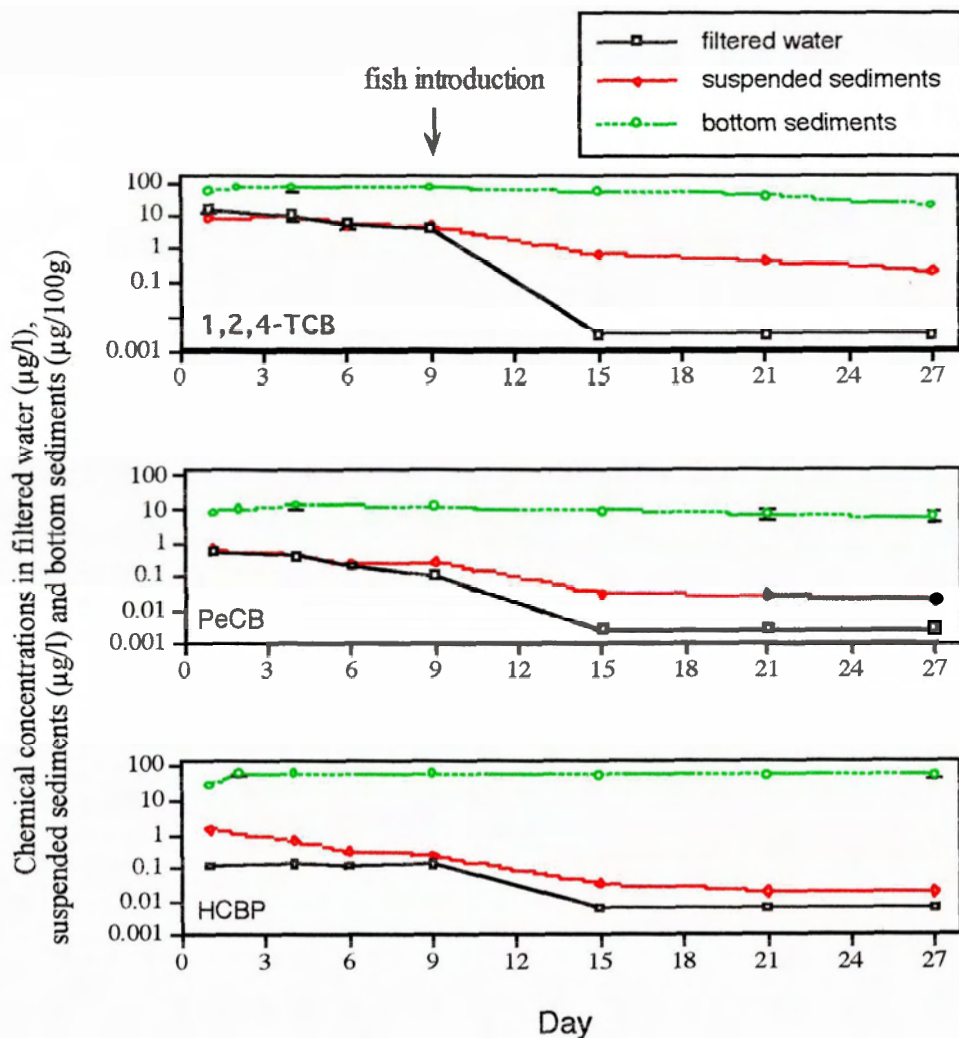 filtered water
suspended sediments
bottom sediments
fish introduction
Chemical concentrations in filtered water (µg/l),
suspended sediments (µg/l) and bottom sediments (µg/100g)
100
10
1
0.1
0.001
1,2,4-TCB
0 3 6 9 12 15 18 21 24 27
100
10
1
0.1
0.01
0.001
PeCB
0 3 6 9 12 15 18 21 24 27
100
10
1
0.1
0.01
0.001
HCBP
0 3 6 9 12 15 18 21 24 27
Day